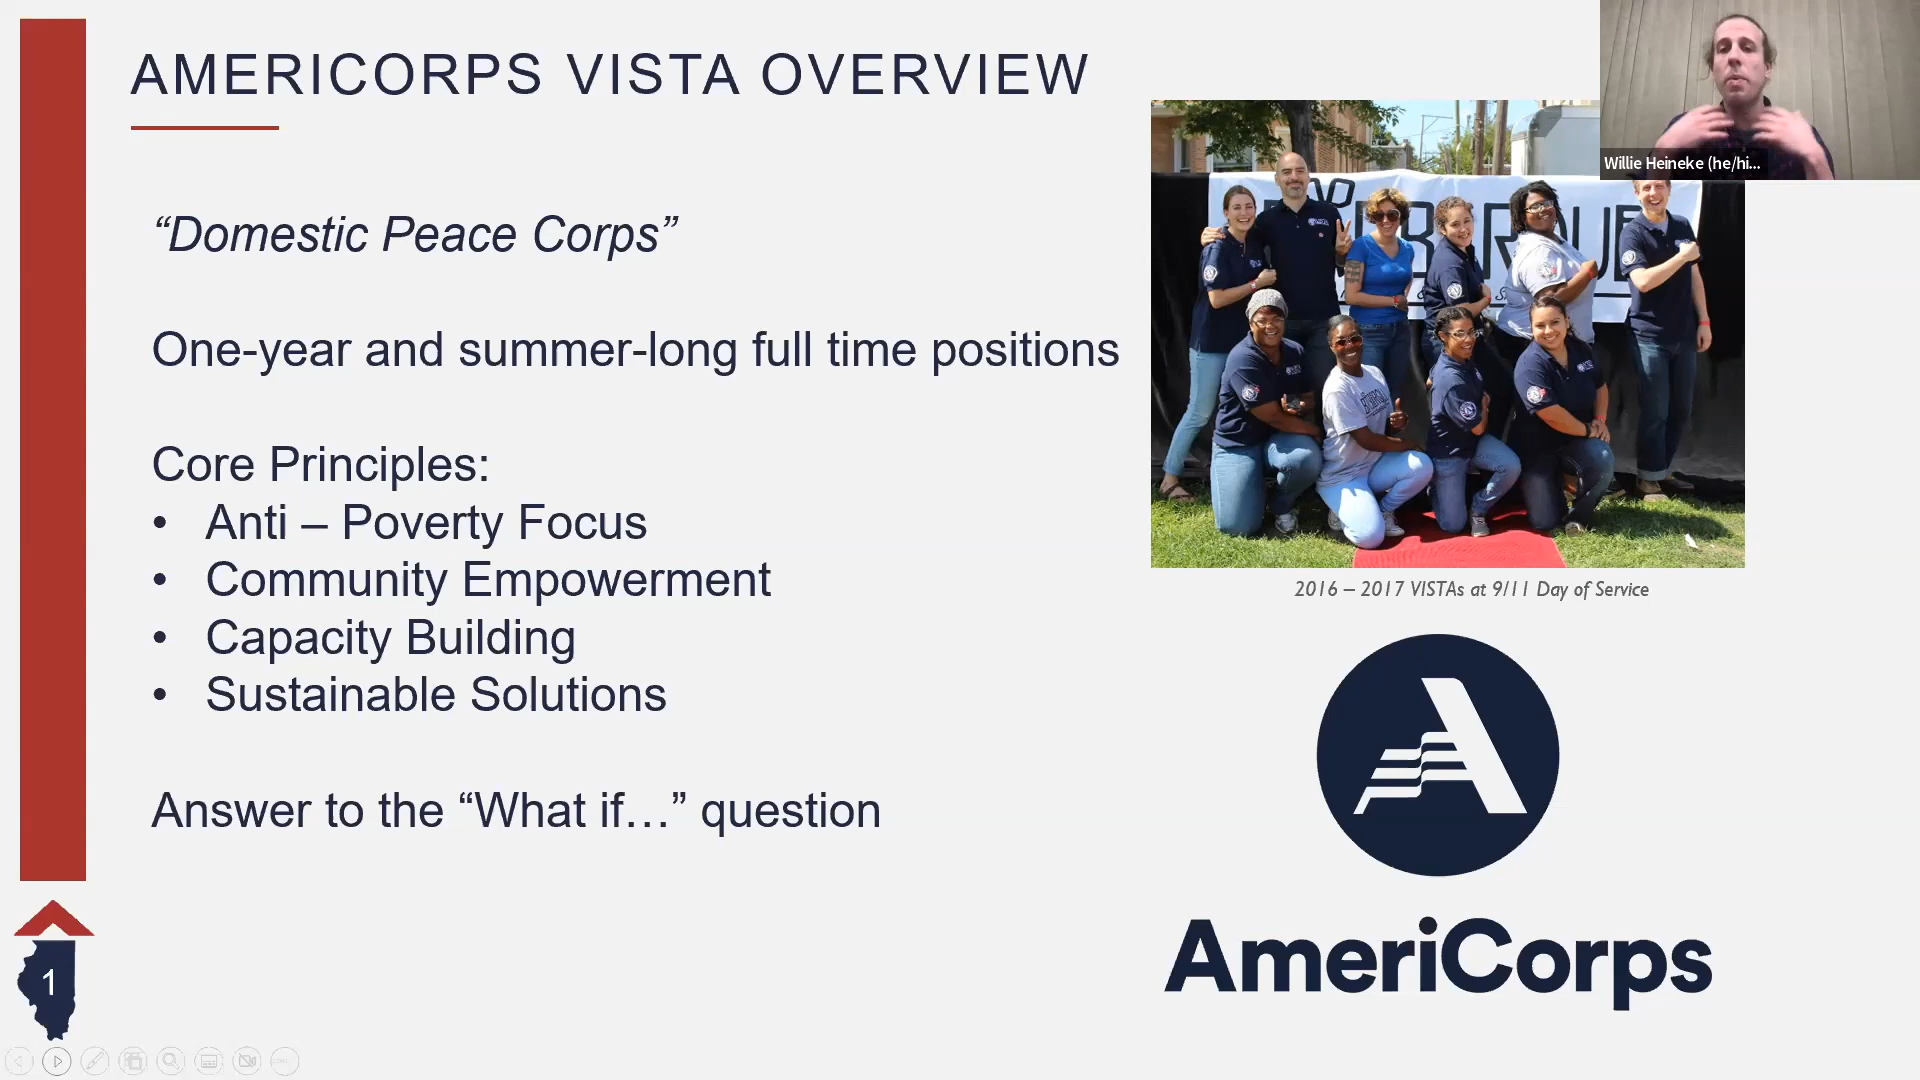 AMERICORPS VISTA OVERVIEW
Willie Heineke (he/hi...
“Domestic Peace Corps”
One-year and summer-long full time positions
Core Principles:
• Anti – Poverty Focus
• Community Empowerment
• Capacity Building
• Sustainable Solutions
Answer to the “What if…” question
2016 – 2017 VISTAs at 9/11 Day of Service
AmeriCorps
1